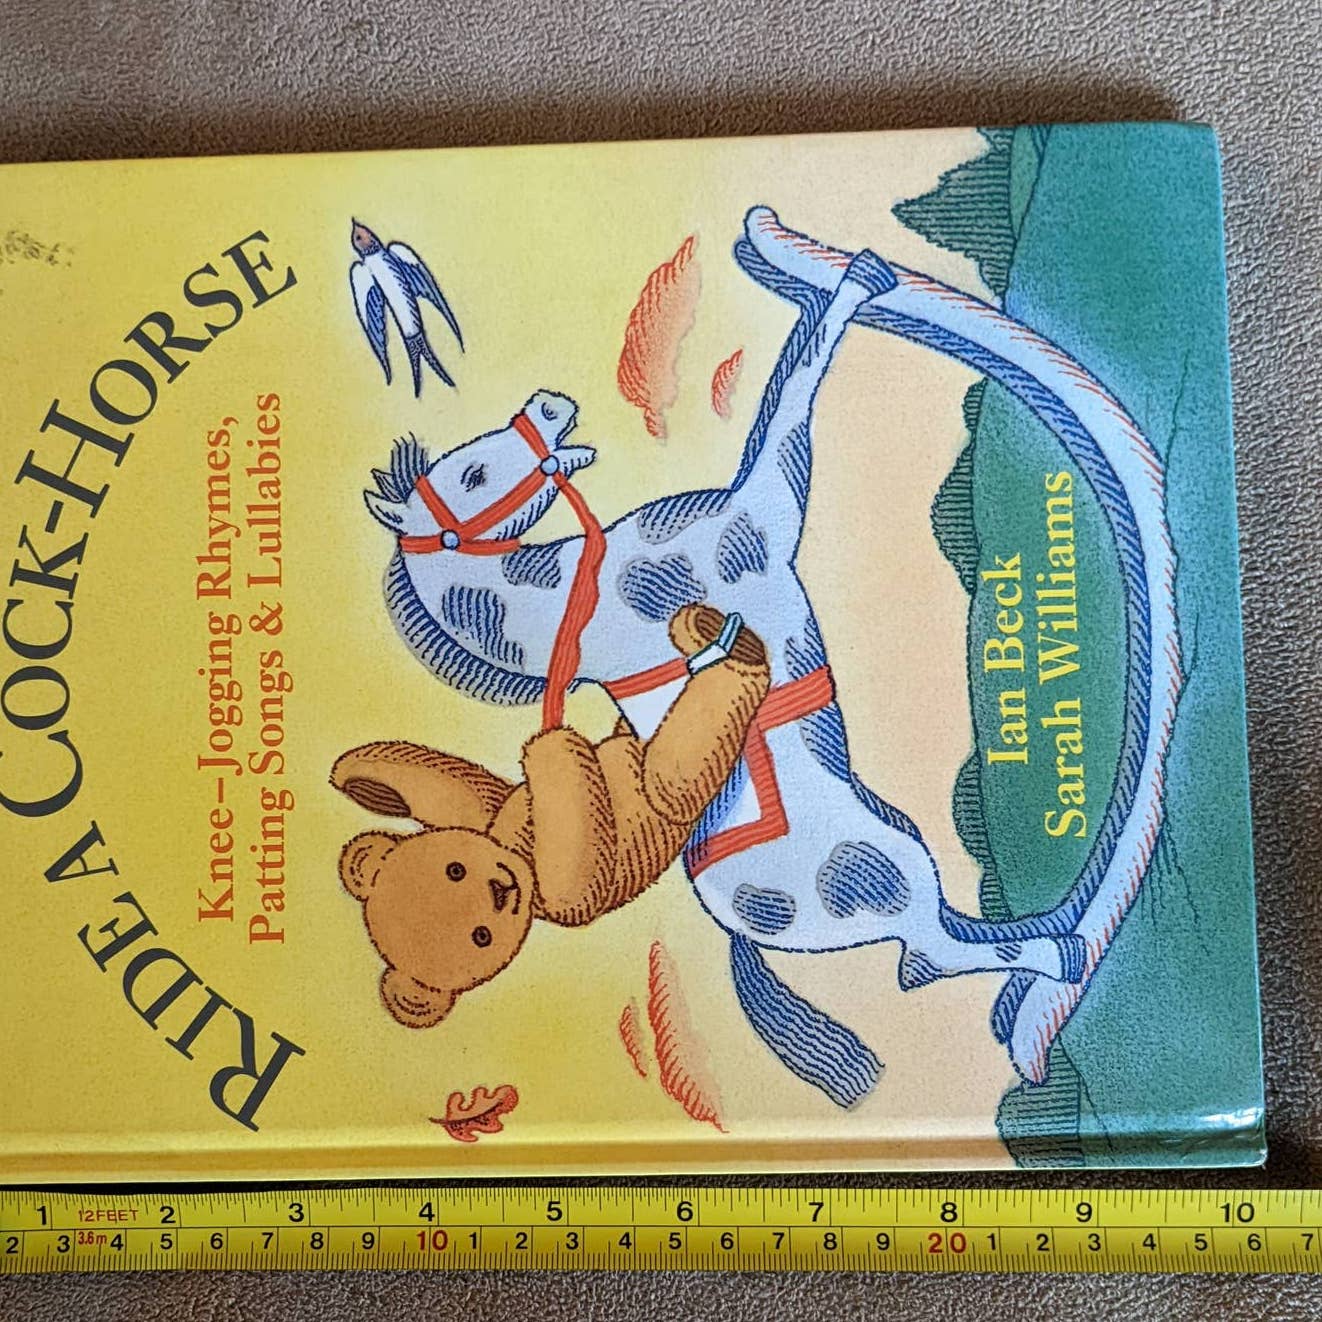 RIDE A COCK-HORSE
Knee-Jogging Rhymes,
Patting Songs & Lullabies
Ian Beck
Sarah Williams
1 12FEET 2 3 4 5 6 7 8 9 10
2 3 3.6m 4 5 6 7 8 9 10 1 2 3 4 5 6 7 8 9 20 1 2 3 4 5 6 7